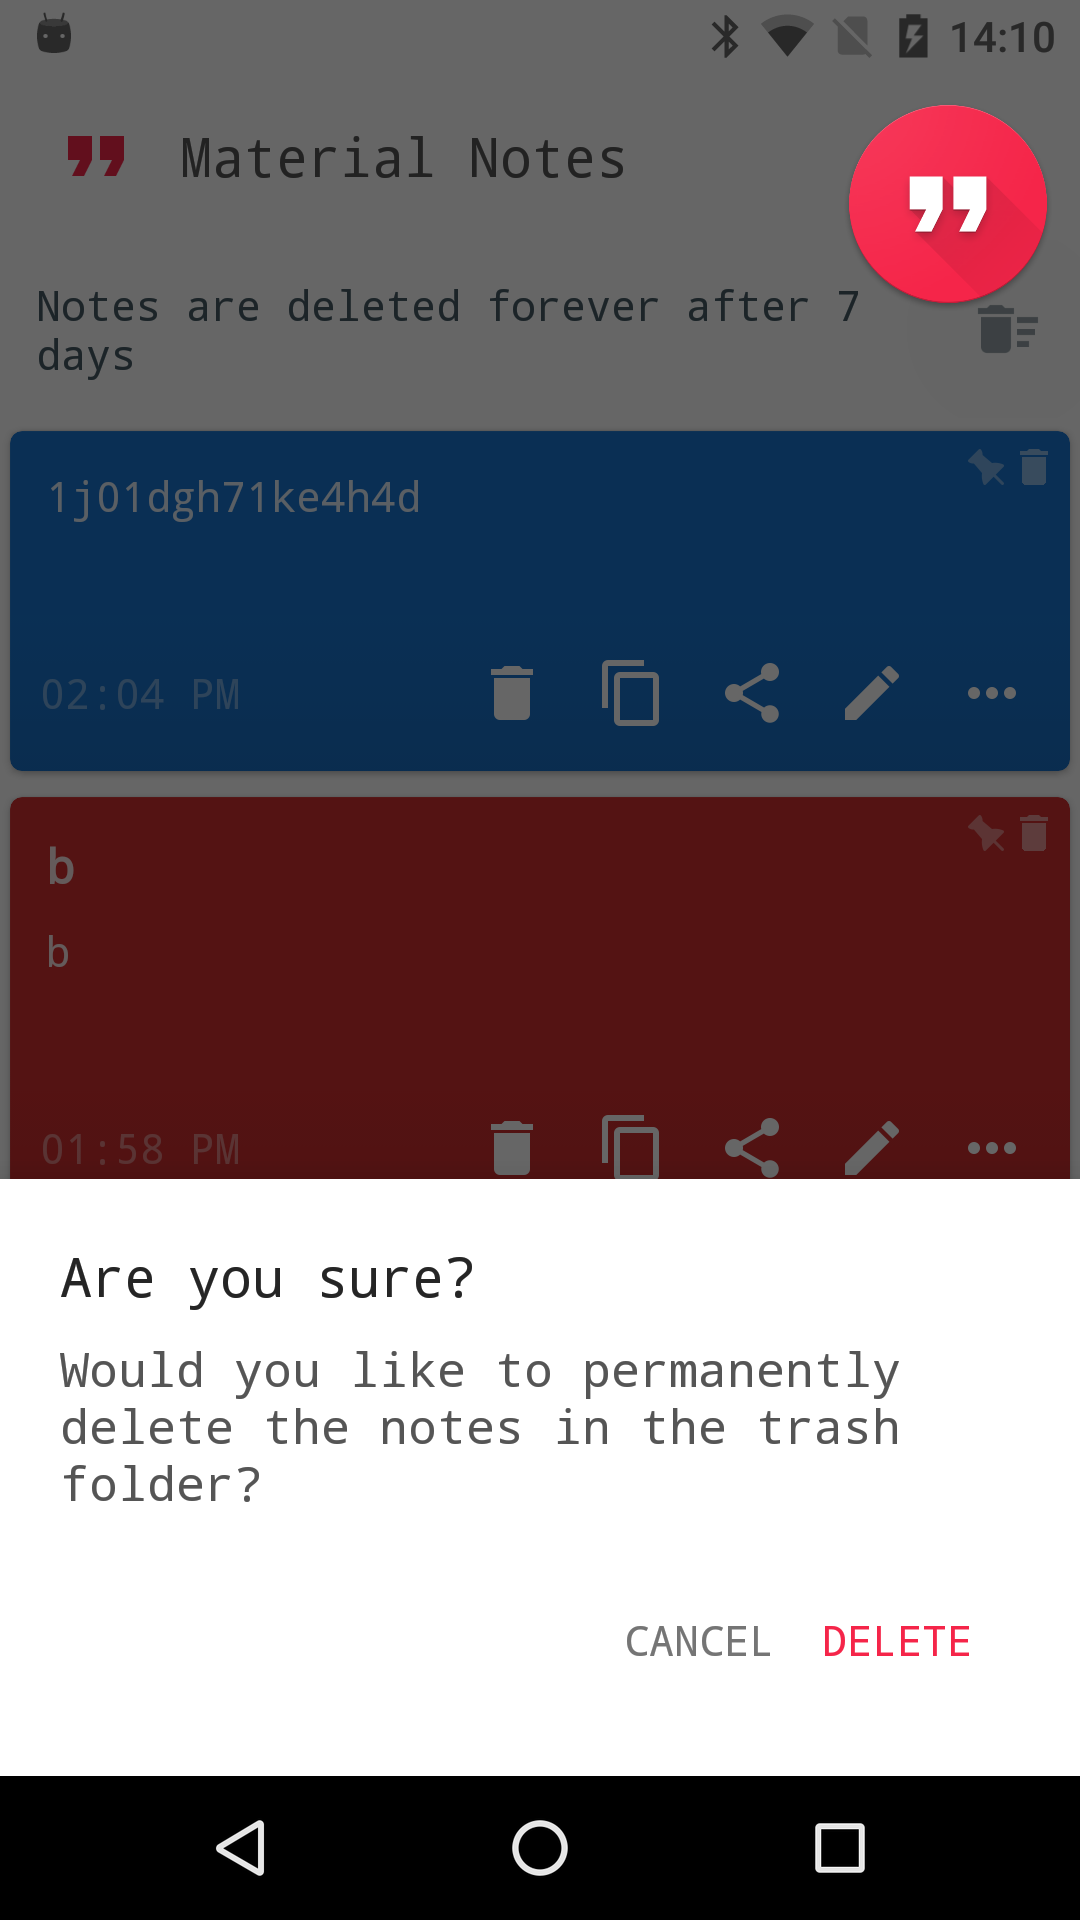 14:10
Material Notes
Notes are deleted forever after 7
days
1j01dgh71ke4h4d
02:04 PM
b
b
01:58 PM
Are you sure?
Would you like to permanently
delete the notes in the trash
folder?
CANCEL DELETE